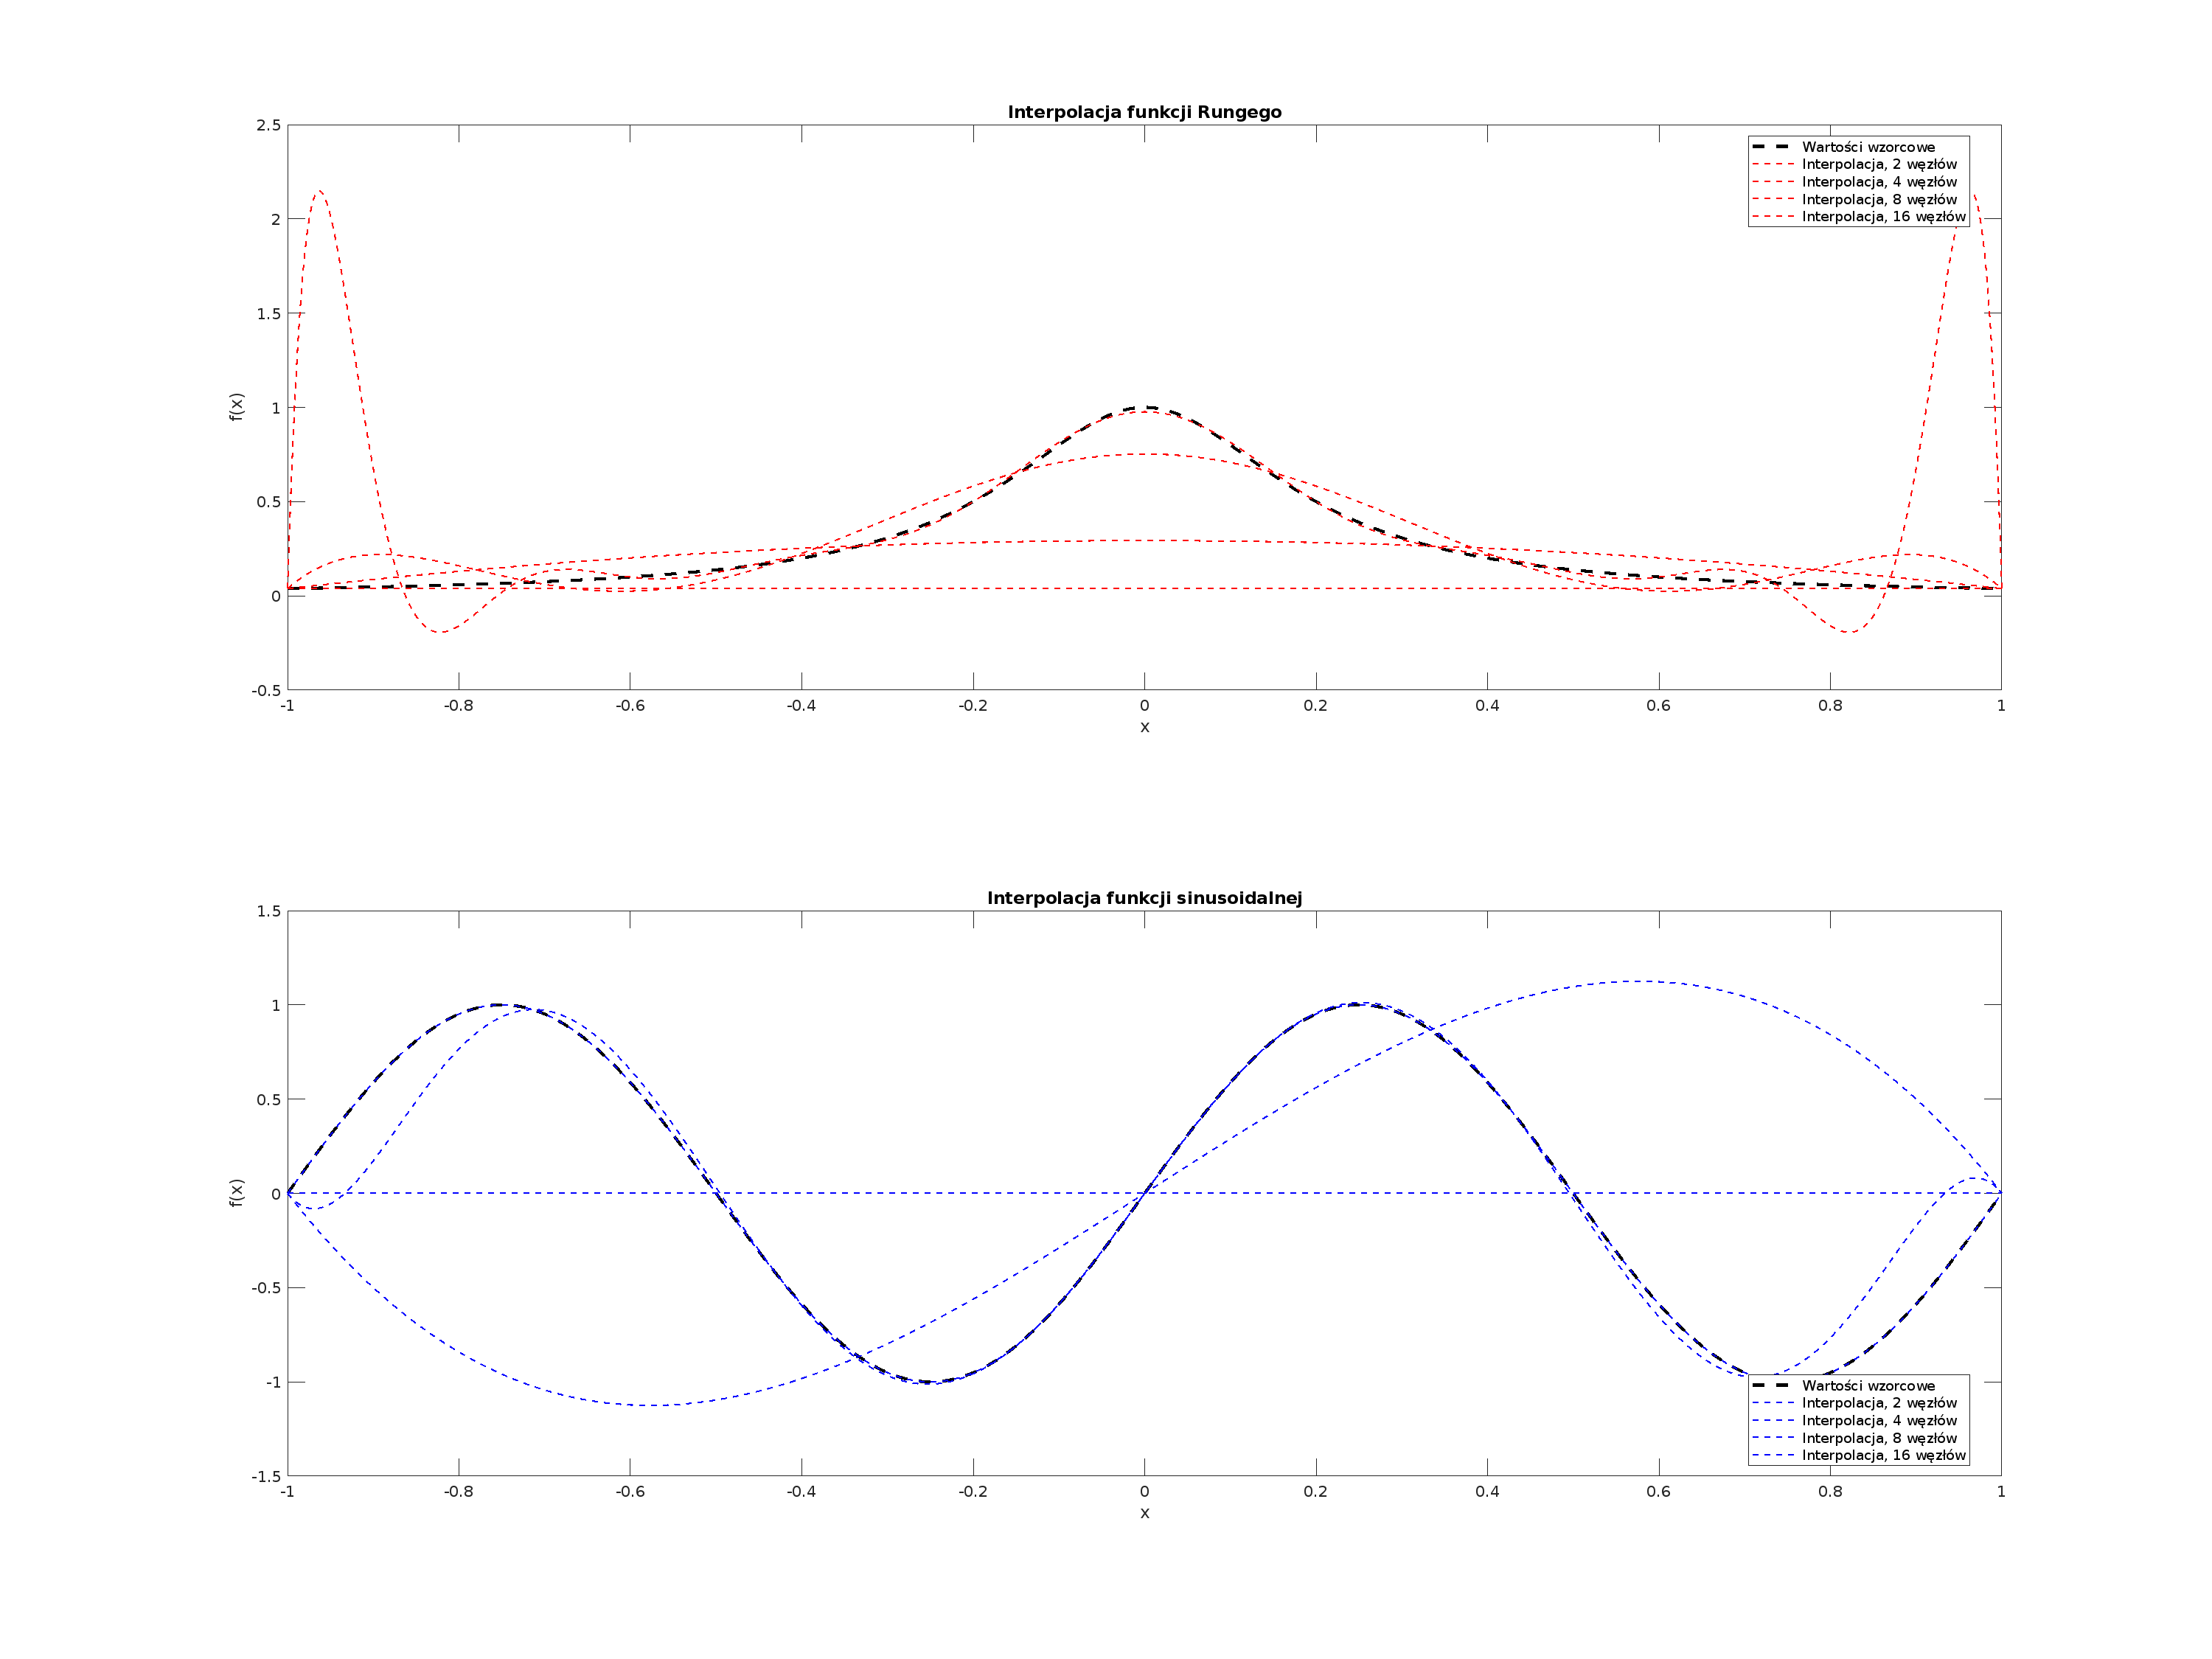 Interpolacja funkcji Rungego
2.5
2
1.5
1
0.5
0
-0.5
f(x)
Wartości wzorcowe
Interpolacja, 2 węzłów
Interpolacja, 4 węzłów
Interpolacja, 8 węzłów
Interpolacja, 16 węzłów
-1 -0.8 -0.6 -0.4 -0.2 0 0.2 0.4 0.6 0.8 1
x
Interpolacja funkcji sinusoidalnej
1.5
1
0.5
0
-0.5
-1
-1.5
f(x)
Wartości wzorcowe
Interpolacja, 2 węzłów
Interpolacja, 4 węzłów
Interpolacja, 8 węzłów
Interpolacja, 16 węzłów
-1 -0.8 -0.6 -0.4 -0.2 0 0.2 0.4 0.6 0.8 1
x